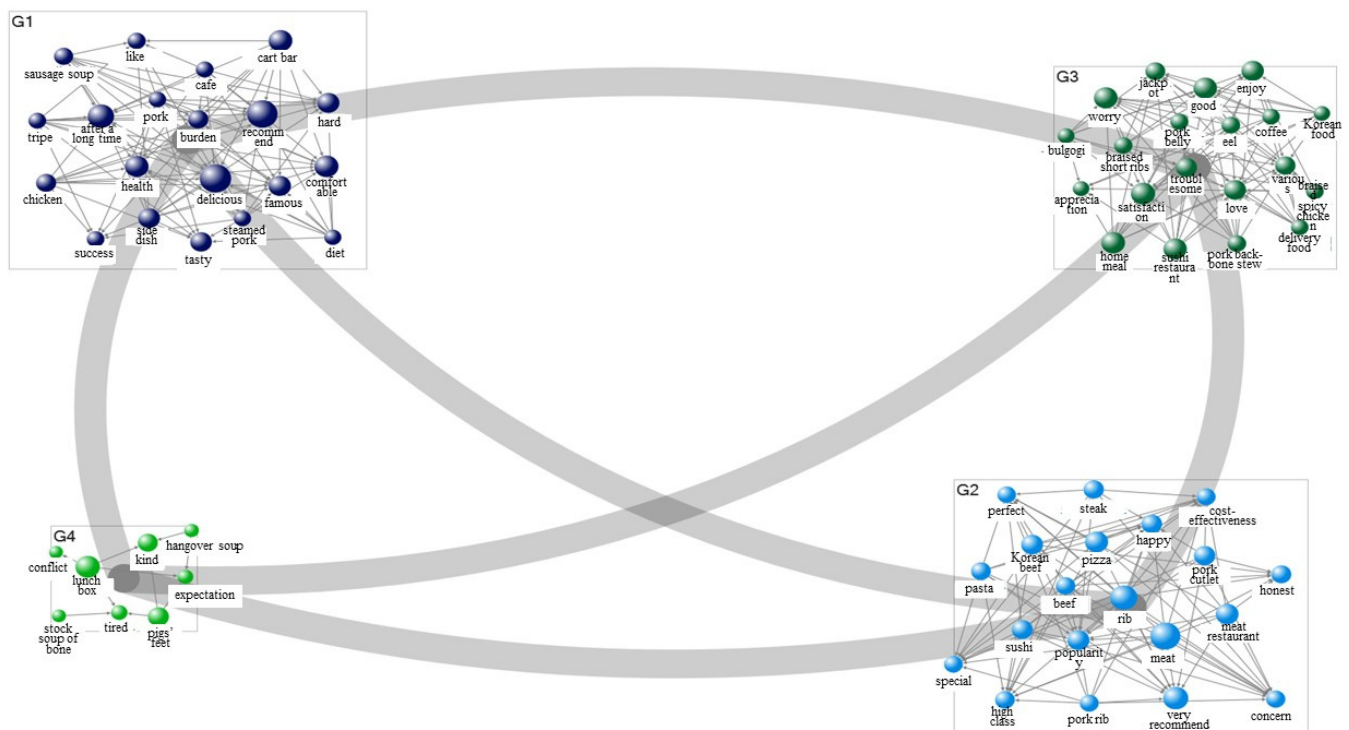 G1
like
cart bar
sausage soup
cafe
pork
hard
tripe
after a
long time
burden
recomm
end
health
comfort
able
chicken
delicious
famous
side
dish
steamed
pork
success
tasty
diet
G3
jackp
ot
enjoy
good
worry
pork
belly
eel
coffee
Korean
food
bulgogi
braised
short ribs
troubl
esome
variou
s
apprecia
tion
satisfacti
on
love
braised
spicy
chicken
delivery
food
home
meal
sushi
restaura
nt
pork back-
bone stew
G4
kind
hangover soup
conflict
lunch
box
expectation
stock
soup of
bone
tired
pigs'
feet
G2
perfect
steak
cost-
effectiveness
happy
Korean
beef
pizza
pork
cutlet
pasta
honest
beef
rib
sushi
popularit
y
meat
meat
restaurant
special
high
class
pork rib
very
recommend
concern